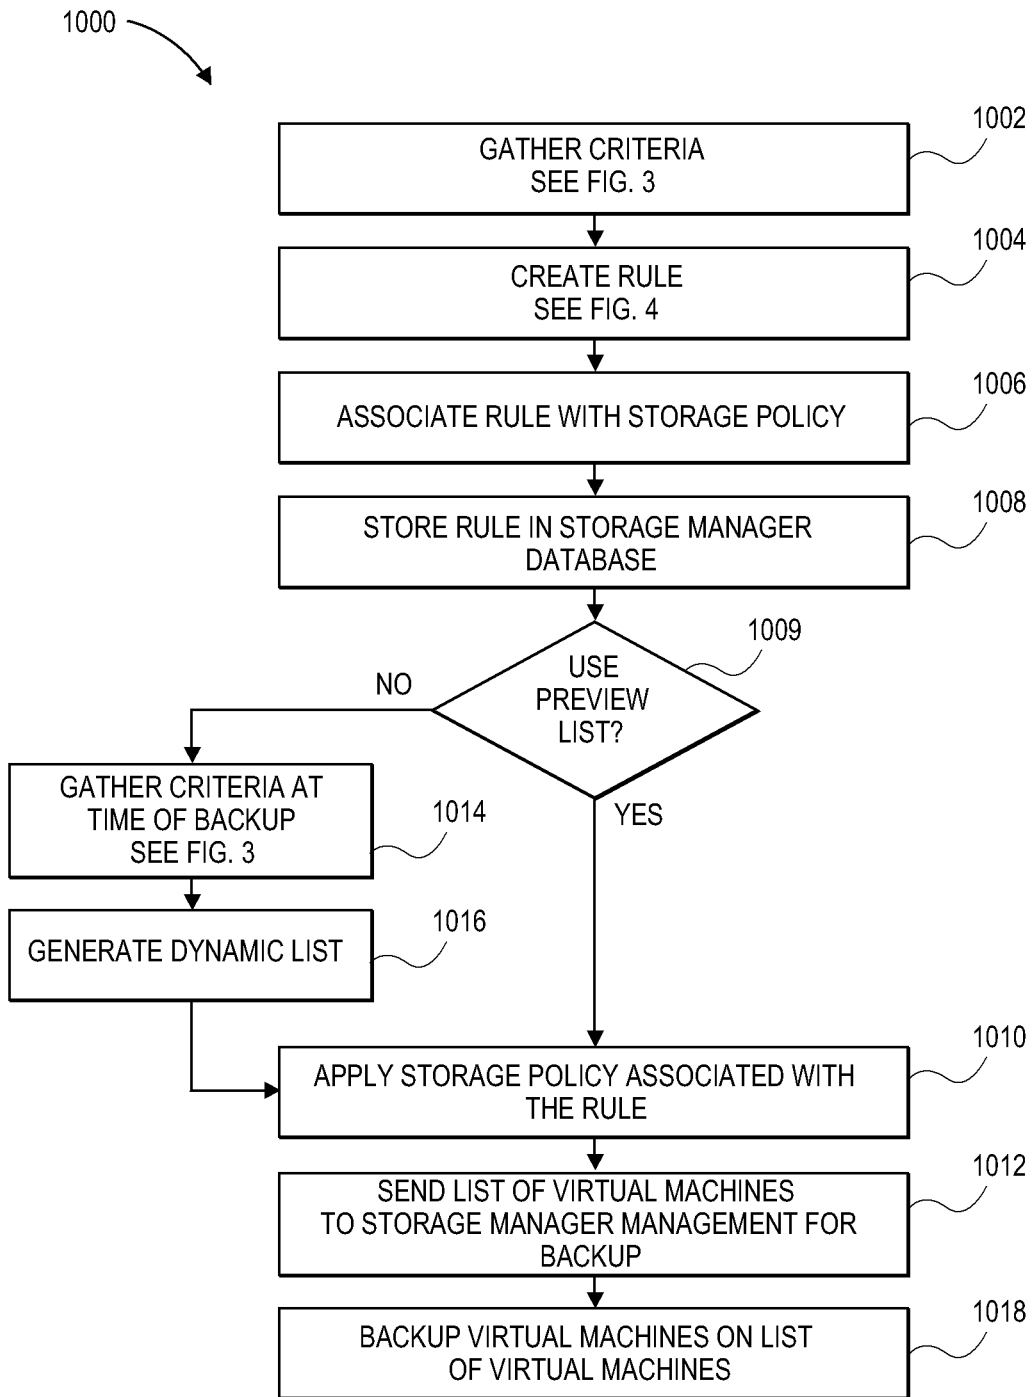 1000
1002
GATHER CRITERIA
SEE FIG. 3
1004
CREATE RULE
SEE FIG. 4
1006
ASSOCIATE RULE WITH STORAGE POLICY
1008
STORE RULE IN STORAGE MANAGER
DATABASE
1009
USE
PREVIEW
LIST?
NO
YES
GATHER CRITERIA AT
TIME OF BACKUP
SEE FIG. 3
1014
GENERATE DYNAMIC LIST
1016
1010
APPLY STORAGE POLICY ASSOCIATED WITH
THE RULE
1012
SEND LIST OF VIRTUAL MACHINES
TO STORAGE MANAGER MANAGEMENT FOR
BACKUP
1018
BACKUP VIRTUAL MACHINES ON LIST
OF VIRTUAL MACHINES